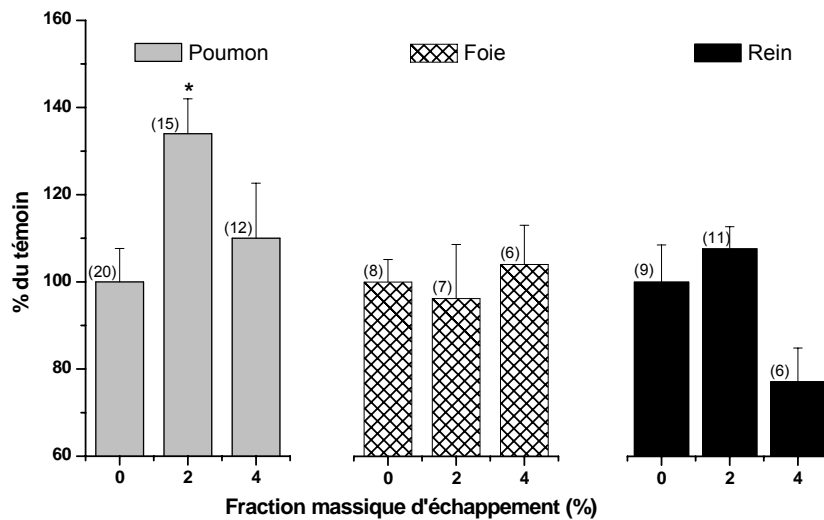 160
140
120
100
80
60
% du témoin
Poumon
Foie
Rein
*
(20)
(15)
(12)
(8)
(7)
(6)
(9)
(11)
(6)
0 2 4
0 2 4
0 2 4
Fraction massique d'échappement (%)